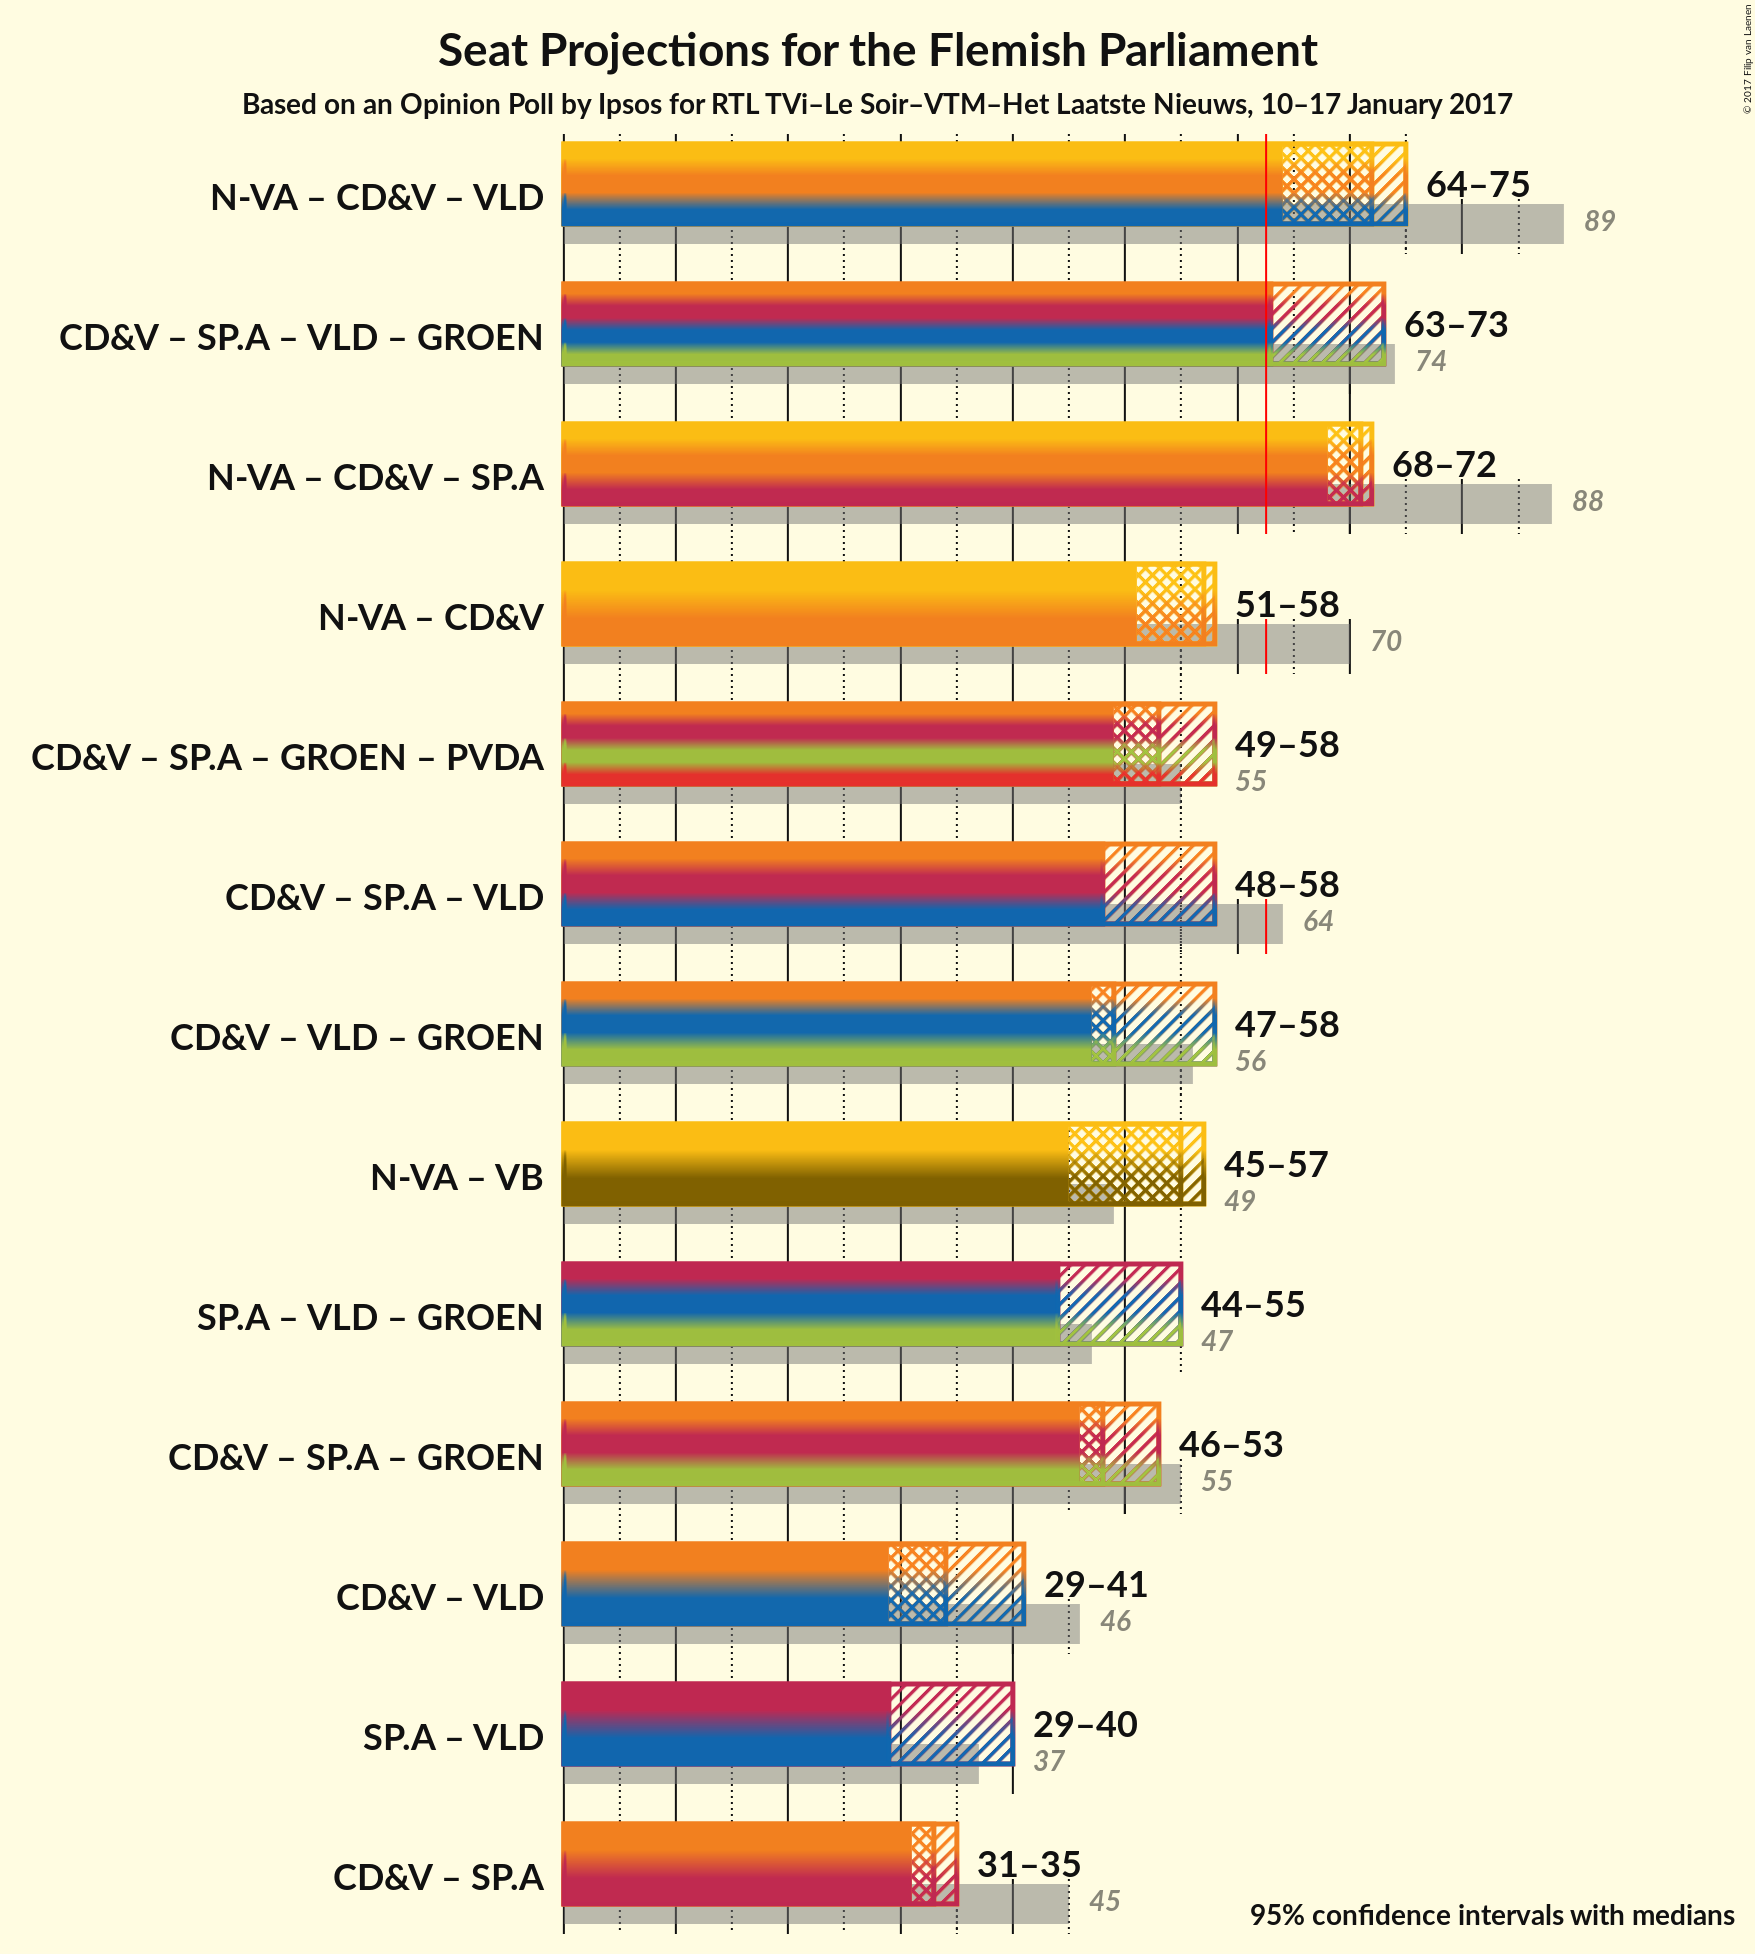 Seat Projections for the Flemish Parliament
Based on an Opinion Poll by Ipsos for RTL TVi–Le Soir–VTM–Het Laatste Nieuws, 10–17 January 2017
© 2017 Filip van Laenen
N-VA – CD&V – VLD
64–75
89
CD&V – SP.A – VLD – GROEN
63–73
74
N-VA – CD&V – SP.A
68–72
88
N-VA – CD&V
51–58
70
CD&V – SP.A – GROEN – PVDA
49–58
55
CD&V – SP.A – VLD
48–58
64
CD&V – VLD – GROEN
47–58
56
N-VA – VB
45–57
49
SP.A – VLD – GROEN
44–55
47
CD&V – SP.A – GROEN
46–53
55
CD&V – VLD
29–41
46
SP.A – VLD
29–40
37
CD&V – SP.A
31–35
45
95% confidence intervals with medians